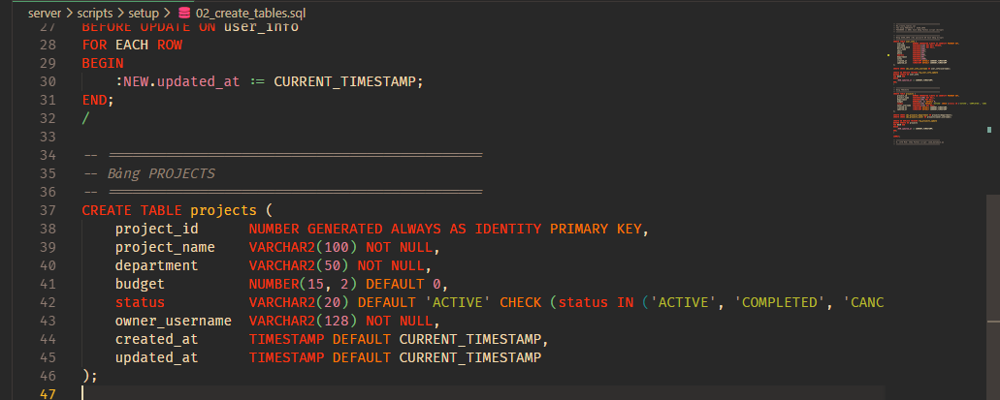 server > scripts > setup > 02_create_tables.sql
27 BEFORE UPDATE ON user_info
28 FOR EACH ROW
29 BEGIN
30     :NEW.updated_at := CURRENT_TIMESTAMP;
31 END;
32 /
33
34 -- =============================================
35 -- Bảng PROJECTS
36 -- =============================================
37 CREATE TABLE projects (
38     project_id      NUMBER GENERATED ALWAYS AS IDENTITY PRIMARY KEY,
39     project_name    VARCHAR2(100) NOT NULL,
40     department      VARCHAR2(50) NOT NULL,
41     budget          NUMBER(15, 2) DEFAULT 0,
42     status          VARCHAR2(20) DEFAULT 'ACTIVE' CHECK (status IN ('ACTIVE', 'COMPLETED', 'CANC
43     owner_username  VARCHAR2(128) NOT NULL,
44     created_at      TIMESTAMP DEFAULT CURRENT_TIMESTAMP,
45     updated_at      TIMESTAMP DEFAULT CURRENT_TIMESTAMP
46 );
47